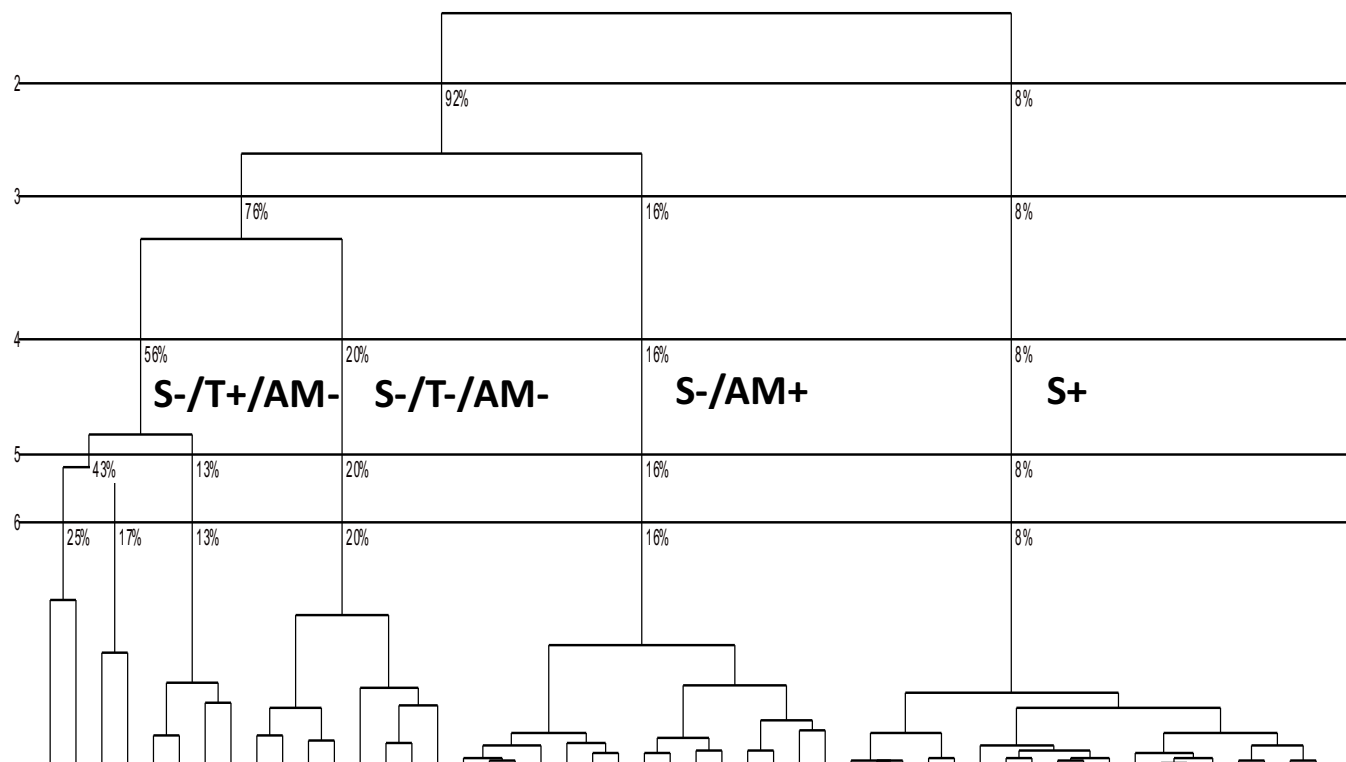 2
92% 8%
3
76% 16% 8%
4
56% 20% 16% 8%
S-/T+/AM- S-/T-/AM- S-/AM+ S+
5
43% 13% 20% 16% 8%
6
25% 17% 13% 20% 16% 8%